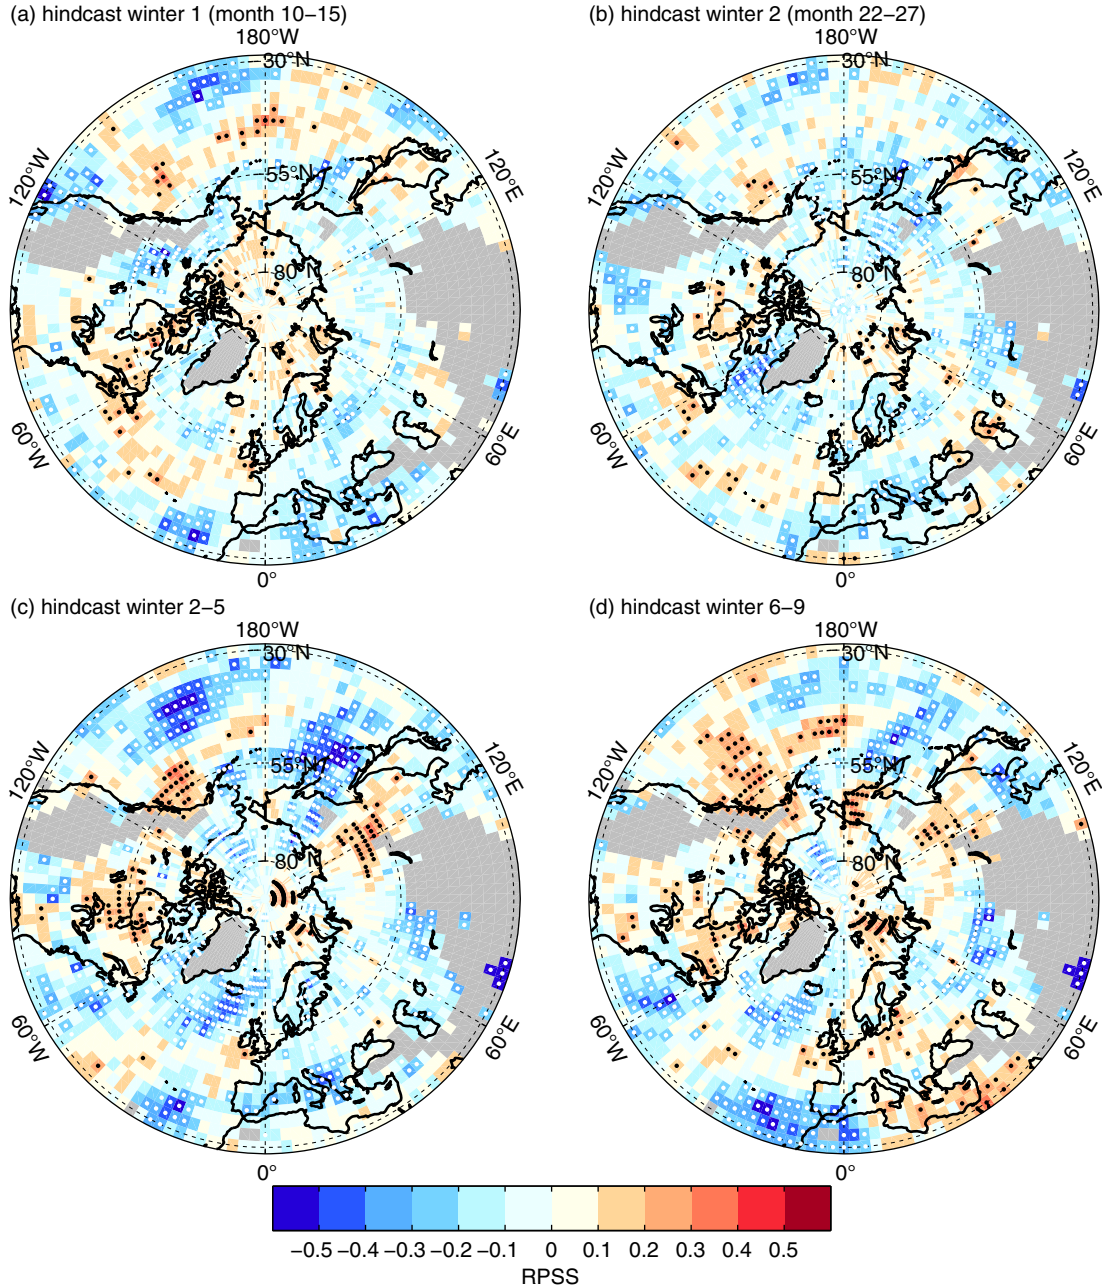 (a) hindcast winter 1 (month 10−15)
180°W
30°N
55°N
80°N
120°W
120°E
60°W
60°E
0°
(b) hindcast winter 2 (month 22−27)
180°W
30°N
55°N
80°N
120°W
120°E
60°W
60°E
0°
(c) hindcast winter 2−5
180°W
30°N
55°N
80°N
120°W
120°E
60°W
60°E
0°
(d) hindcast winter 6−9
180°W
30°N
55°N
80°N
120°W
120°E
60°W
60°E
0°
−0.5 −0.4 −0.3 −0.2 −0.1 0 0.1 0.2 0.3 0.4 0.5
RPSS